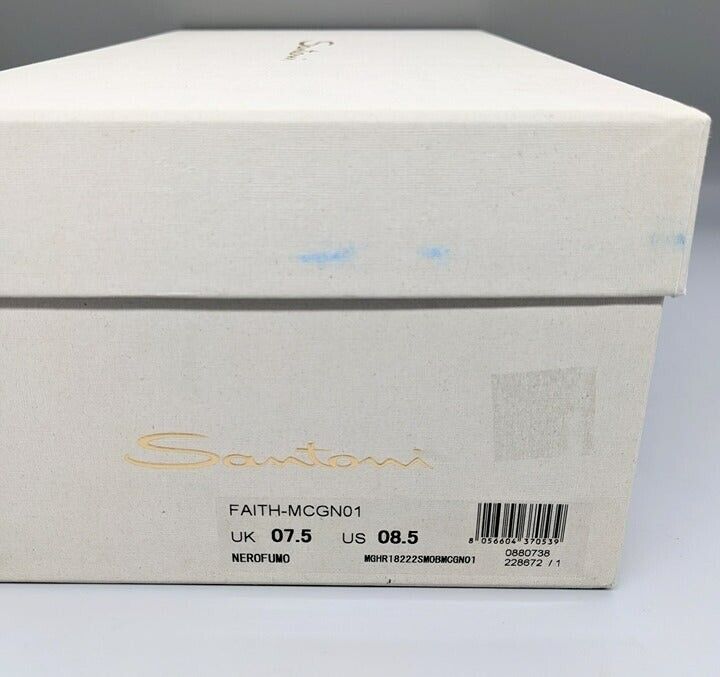 Santoni
Santoni
FAITH-MCGN01
UK 07.5 US 08.5
8 056604 370539
NEROFUMO MGHR18222SMOBMCGN01
0880738
228672 / 1